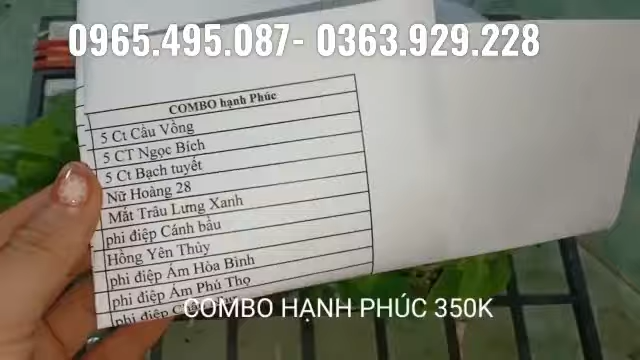 0965.495.087- 0363.929.228
COMBO hạnh Phúc
5 Ct Cầu Vồng
5 CT Ngọc Bích
5 Ct Bạch tuyết
Nữ Hoàng 28
Mắt Trâu Lưng Xanh
phi điệp Cánh bầu
Hồng Yên Thủy
phi điệp Ám Hòa Bình
phi điệp Ám Phú Thọ
phi điệp
COMBO HẠNH PHÚC 350K